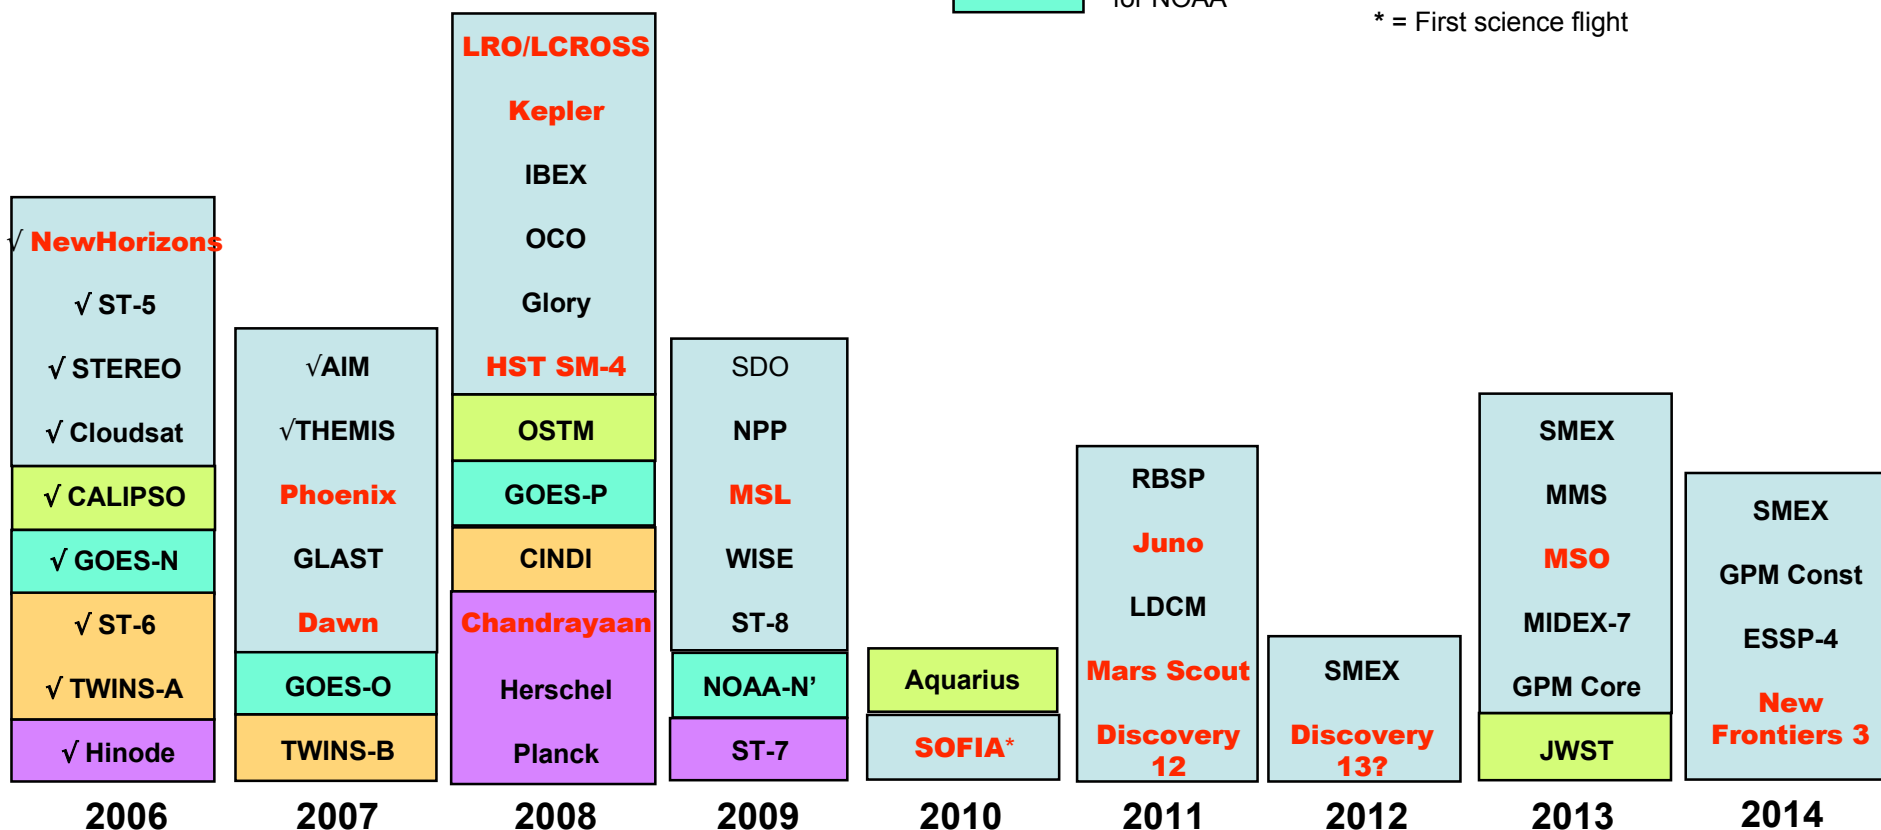 * = First science flight
LRO/LCROSS
Kepler
IBEX
OCO
Glory
HST SM-4
OSTM
GOES-P
CINDI
Chandrayaan
Herschel
Planck
√ NewHorizons
√ ST-5
√ STEREO
√ Cloudsat
√ CALIPSO
√ GOES-N
√ ST-6
√ TWINS-A
√ Hinode
√AIM
√THEMIS
Phoenix
GLAST
Dawn
GOES-O
TWINS-B
SDO
NPP
MSL
WISE
ST-8
NOAA-N’
ST-7
Aquarius
SOFIA*
RBSP
Juno
LDCM
Mars Scout
Discovery
12
SMEX
Discovery
13?
SMEX
MMS
MSO
MIDEX-7
GPM Core
JWST
SMEX
GPM Const
ESSP-4
New
Frontiers 3
2006
2007
2008
2009
2010
2011
2012
2013
2014